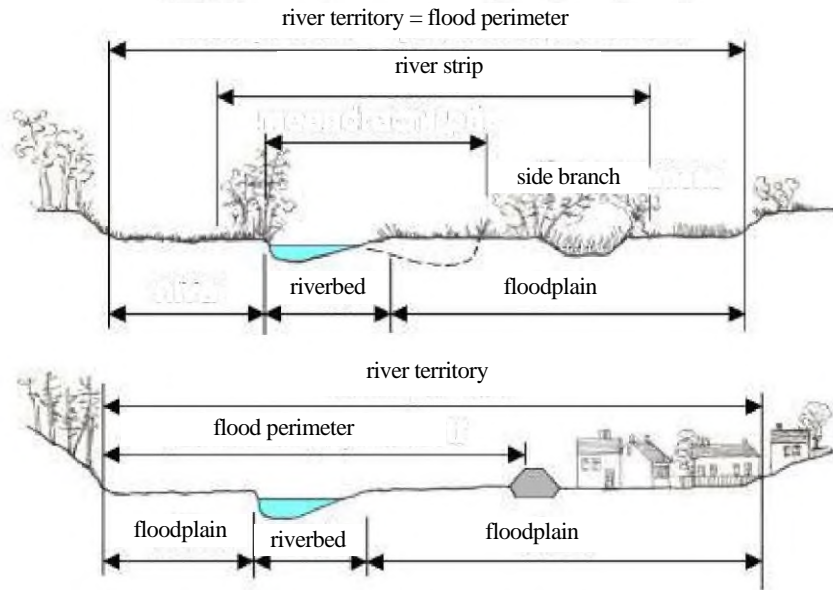 river territory = flood perimeter
river strip
side branch
riverbed
floodplain
river territory
flood perimeter
floodplain
riverbed
floodplain